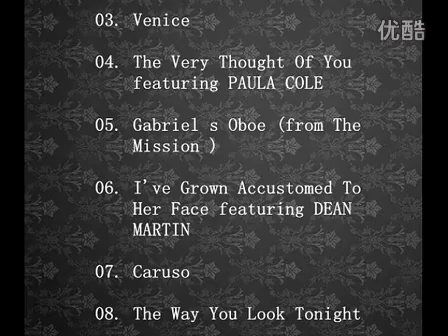 优酷
03. Venice
04. The Very Thought Of You
featuring PAULA COLE
05. Gabriel s Oboe (from The
Mission )
06. I've Grown Accustomed To
Her Face featuring DEAN
MARTIN
07. Caruso
08. The Way You Look Tonight